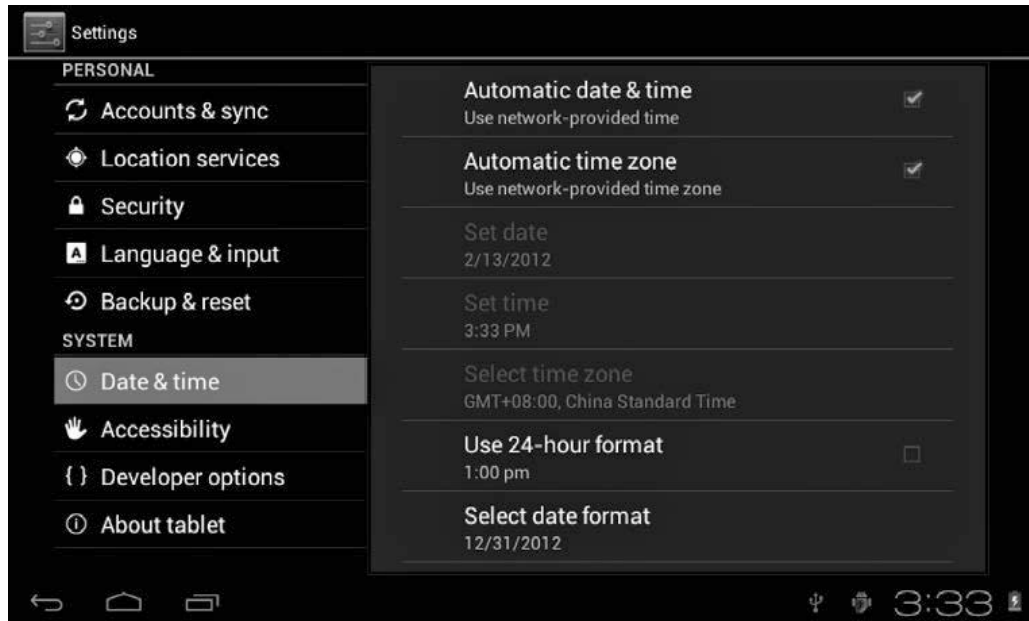 Settings
PERSONAL
Accounts & sync
Location services
Security
Language & input
Backup & reset
SYSTEM
Date & time
Accessibility
{ } Developer options
About tablet
Automatic date & time
Use network-provided time
Automatic time zone
Use network-provided time zone
Set date
2/13/2012
Set time
3:33 PM
Select time zone
GMT+08:00, China Standard Time
Use 24-hour format
1:00 pm
Select date format
12/31/2012
3:33